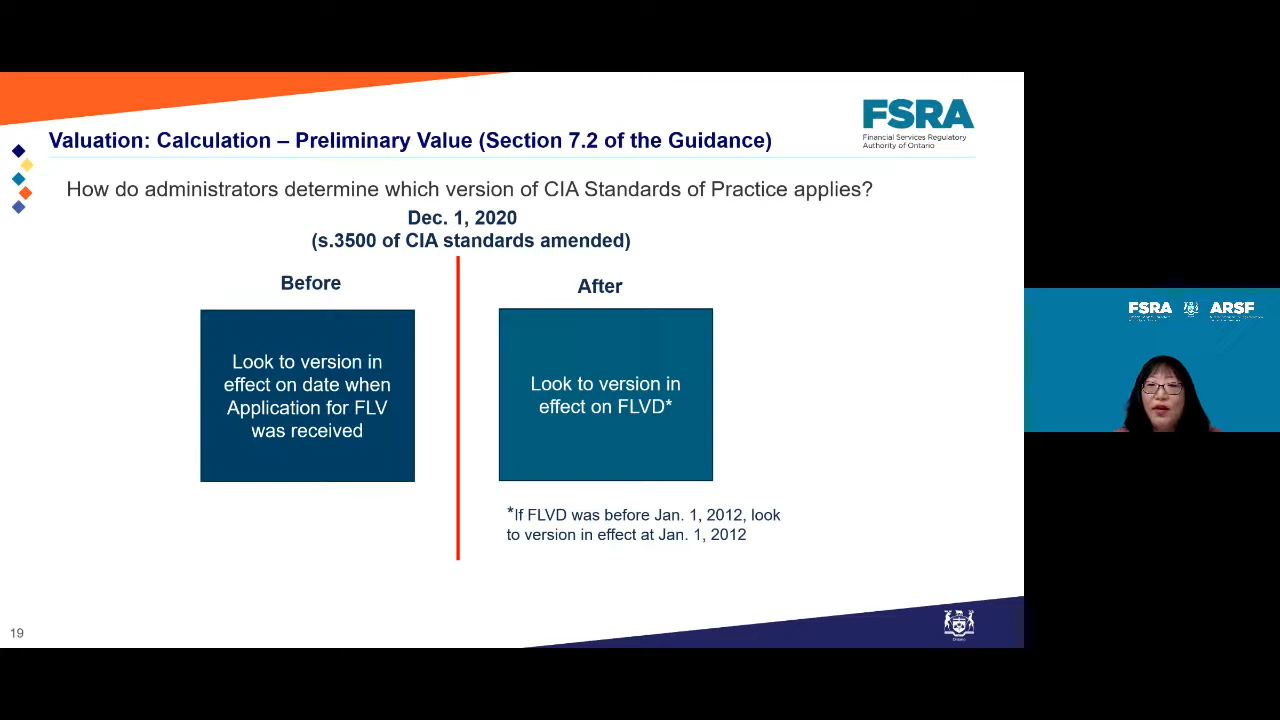 FSRA
Financial Services Regulatory
Authority of Ontario
Valuation: Calculation – Preliminary Value (Section 7.2 of the Guidance)
How do administrators determine which version of CIA Standards of Practice applies?
Dec. 1, 2020
(s.3500 of CIA standards amended)
Before
After
Look to version in
effect on date when
Application for FLV
was received
Look to version in
effect on FLVD*
*If FLVD was before Jan. 1, 2012, look
to version in effect at Jan. 1, 2012
19
Ontario
FSRA
ARSF